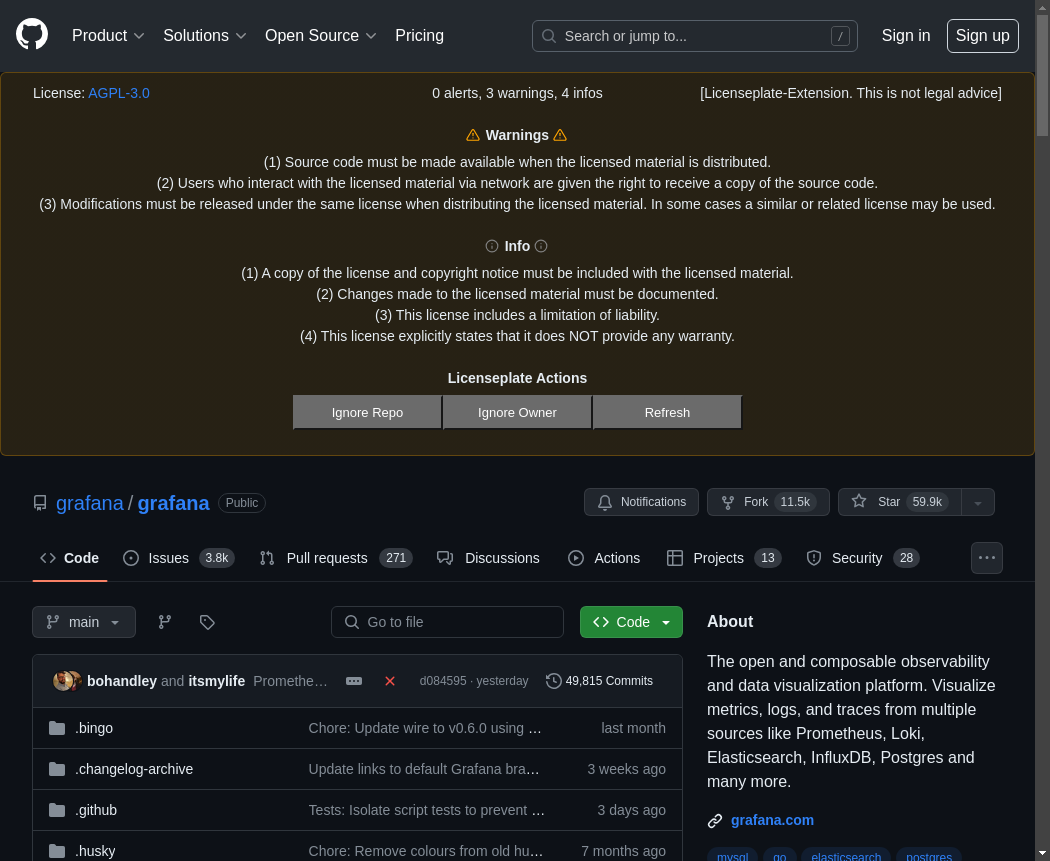 Product Solutions Open Source Pricing Search or jump to... / Sign in Sign up
License: AGPL-3.0 0 alerts, 3 warnings, 4 infos [Licenseplate-Extension. This is not legal advice]
Warnings
(1) Source code must be made available when the licensed material is distributed.
(2) Users who interact with the licensed material via network are given the right to receive a copy of the source code.
(3) Modifications must be released under the same license when distributing the licensed material. In some cases a similar or related license may be used.
Info
(1) A copy of the license and copyright notice must be included with the licensed material.
(2) Changes made to the licensed material must be documented.
(3) This license includes a limitation of liability.
(4) This license explicitly states that it does NOT provide any warranty.
Licenseplate Actions
Ignore Repo Ignore Owner Refresh
grafana / grafana Public Notifications Fork 11.5k Star 59.9k
Code Issues 3.8k Pull requests 271 Discussions Actions Projects 13 Security 28
main Go to file Code
bohandley and itsmylife Promethe... d084595 · yesterday 49,815 Commits
.bingo Chore: Update wire to v0.6.0 using ... last month
.changelog-archive Update links to default Grafana bra... 3 weeks ago
.github Tests: Isolate script tests to prevent ... 3 days ago
.husky Chore: Remove colours from old hu... 7 months ago
About
The open and composable observability
and data visualization platform. Visualize
metrics, logs, and traces from multiple
sources like Prometheus, Loki,
Elasticsearch, InfluxDB, Postgres and
many more.
grafana.com
mysql go elasticsearch postgres